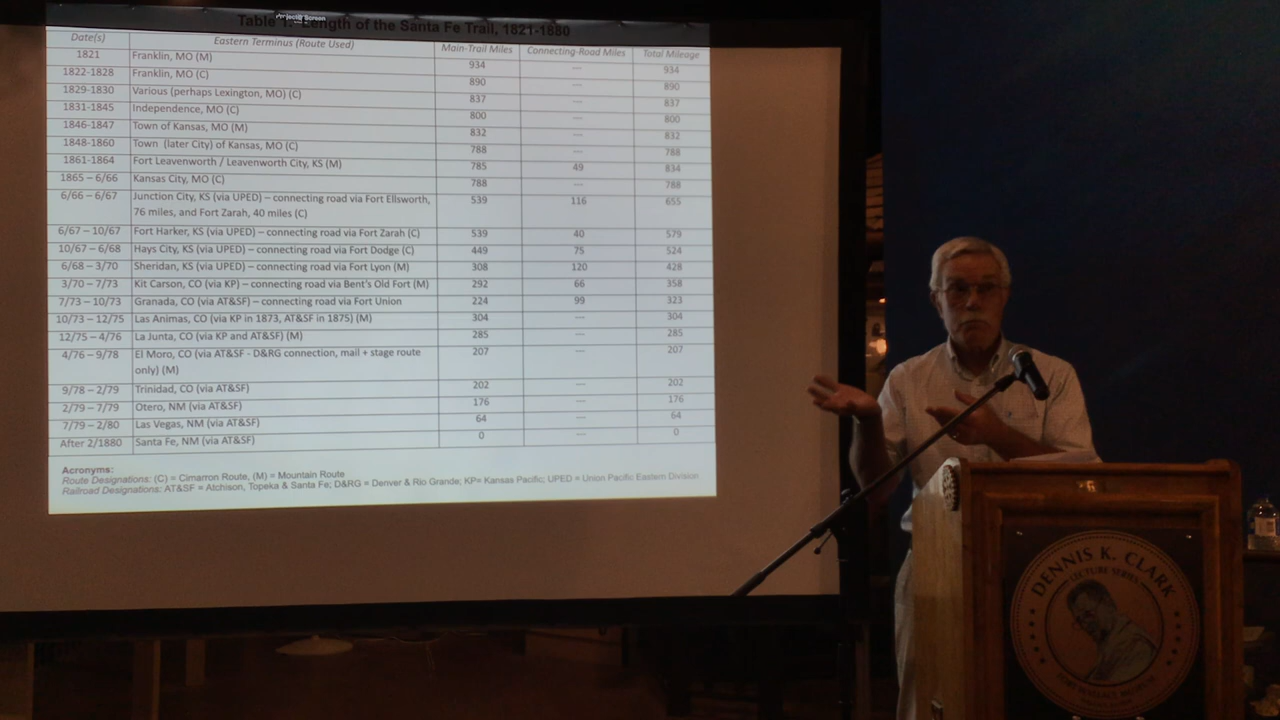 Project Screen
Table 1. Length of the Santa Fe Trail, 1821-1880
Date(s) Eastern Terminus (Route Used) Main-Trail Miles Connecting-Road Miles Total Mileage
1821 Franklin, MO (M) 934 --- 934
1822-1828 Franklin, MO (C) 890 --- 890
1829-1830 Various (perhaps Lexington, MO) (C) 837 --- 837
1831-1845 Independence, MO (C) 800 --- 800
1846-1847 Town of Kansas, MO (M) 832 --- 832
1848-1860 Town (later City) of Kansas, MO (C) 788 --- 788
1861-1864 Fort Leavenworth / Leavenworth City, KS (M) 785 49 834
1865 – 6/66 Kansas City, MO (C) 788 --- 788
6/66 – 6/67 Junction City, KS (via UPED) – connecting road via Fort Ellsworth, 539 116 655
76 miles, and Fort Zarah, 40 miles (C)
6/67 – 10/67 Fort Harker, KS (via UPED) – connecting road via Fort Zarah (C) 539 40 579
10/67 – 6/68 Hays City, KS (via UPED) – connecting road via Fort Dodge (C) 449 75 524
6/68 – 3/70 Sheridan, KS (via UPED) – connecting road via Fort Lyon (M) 308 120 428
3/70 – 7/73 Kit Carson, CO (via KP) – connecting road via Bent's Old Fort (M) 292 66 358
7/73 – 10/73 Granada, CO (via AT&SF) – connecting road via Fort Union 224 99 323
10/73 – 12/75 Las Animas, CO (via KP in 1873, AT&SF in 1875) (M) 304 --- 304
12/75 – 4/76 La Junta, CO (via KP and AT&SF) (M) 285 --- 285
4/76 – 9/78 El Moro, CO (via AT&SF - D&RG connection, mail + stage route 207 --- 207
only) (M)
9/78 – 2/79 Trinidad, CO (via AT&SF) 202 --- 202
2/79 – 7/79 Otero, NM (via AT&SF) 176 --- 176
7/79 – 2/80 Las Vegas, NM (via AT&SF) 64 --- 64
After 2/1880 Santa Fe, NM (via AT&SF) 0 --- 0
Acronyms:
Route Designations: (C) = Cimarron Route, (M) = Mountain Route
Railroad Designations: AT&SF = Atchison, Topeka & Santa Fe; D&RG = Denver & Rio Grande; KP= Kansas Pacific; UPED = Union Pacific Eastern Division
DENNIS K. CLARK
LECTURE SERIES
FORT WALLACE MUSEUM